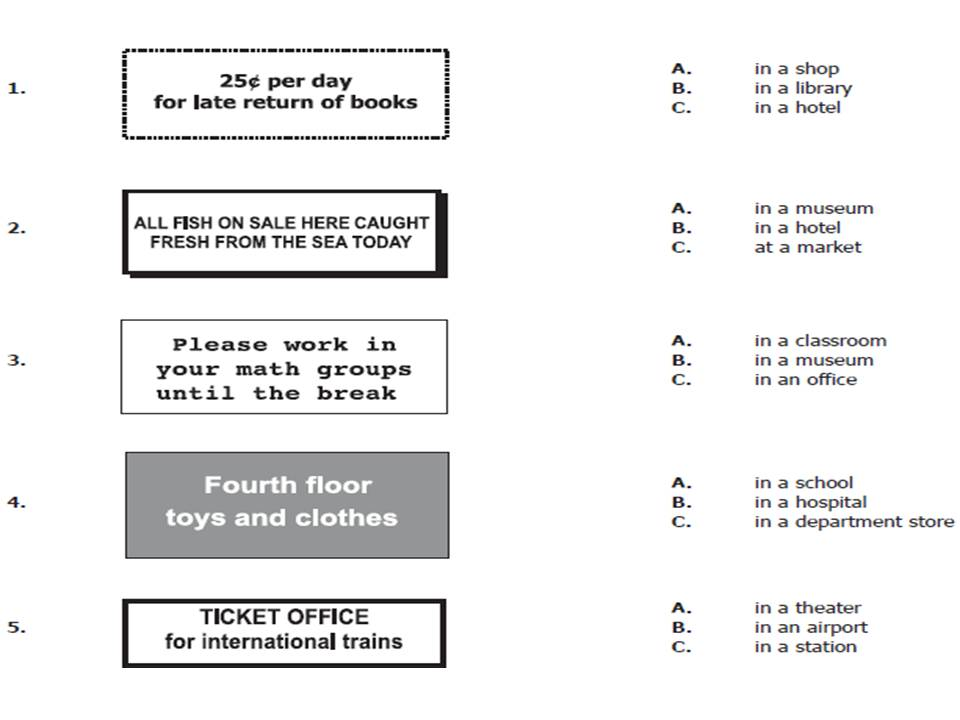 1.
25¢ per day
for late return of books
A. in a shop
B. in a library
C. in a hotel
2.
ALL FISH ON SALE HERE CAUGHT
FRESH FROM THE SEA TODAY
A. in a museum
B. in a hotel
C. at a market
3.
Please work in
your math groups
until the break
A. in a classroom
B. in a museum
C. in an office
4.
Fourth floor
toys and clothes
A. in a school
B. in a hospital
C. in a department store
5.
TICKET OFFICE
for international trains
A. in a theater
B. in an airport
C. in a station